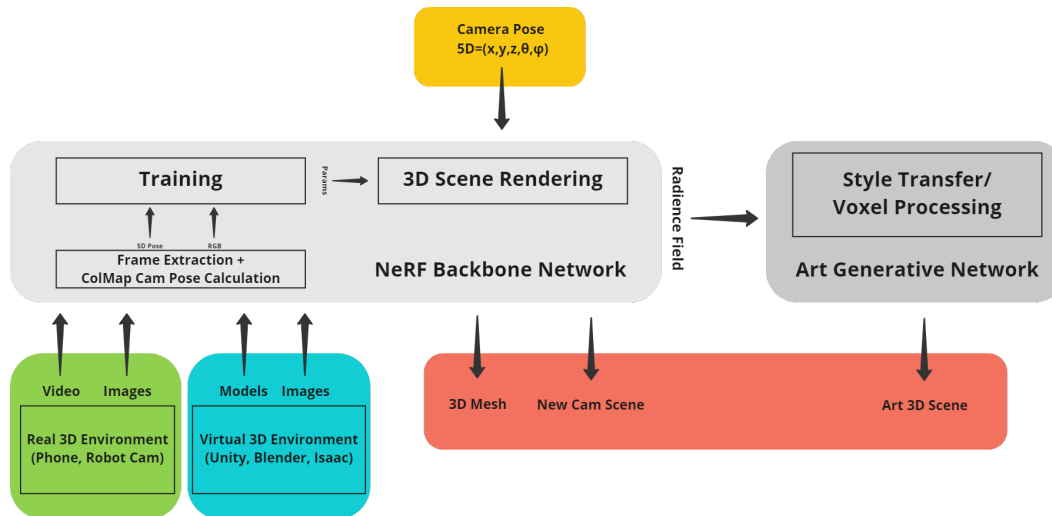 Camera Pose
5D=(x,y,z,θ,φ)
Training
Params
3D Scene Rendering
5D Pose
RGB
Frame Extraction +
ColMap Cam Pose Calculation
NeRF Backbone Network
Radience Field
Style Transfer/
Voxel Processing
Art Generative Network
Video
Images
Real 3D Environment
(Phone, Robot Cam)
Models
Images
Virtual 3D Environment
(Unity, Blender, Isaac)
3D Mesh
New Cam Scene
Art 3D Scene